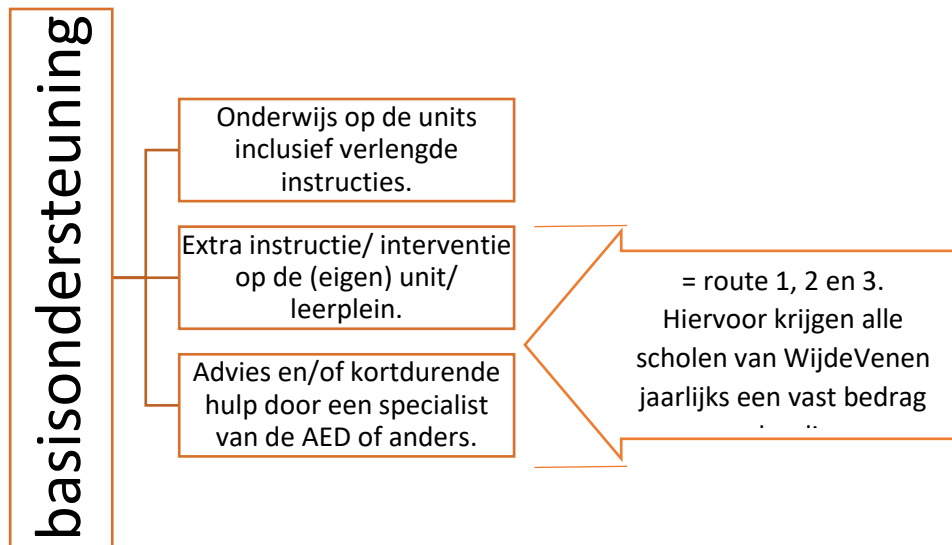 basisondersteuning
Onderwijs op de units
inclusief verlengde
instructies.
Extra instructie/ interventie
op de (eigen) unit/
leerplein.
Advies en/of kortdurende
hulp door een specialist
van de AED of anders.
= route 1, 2 en 3.
Hiervoor krijgen alle
scholen van WijdeVenen
jaarlijks een vast bedrag